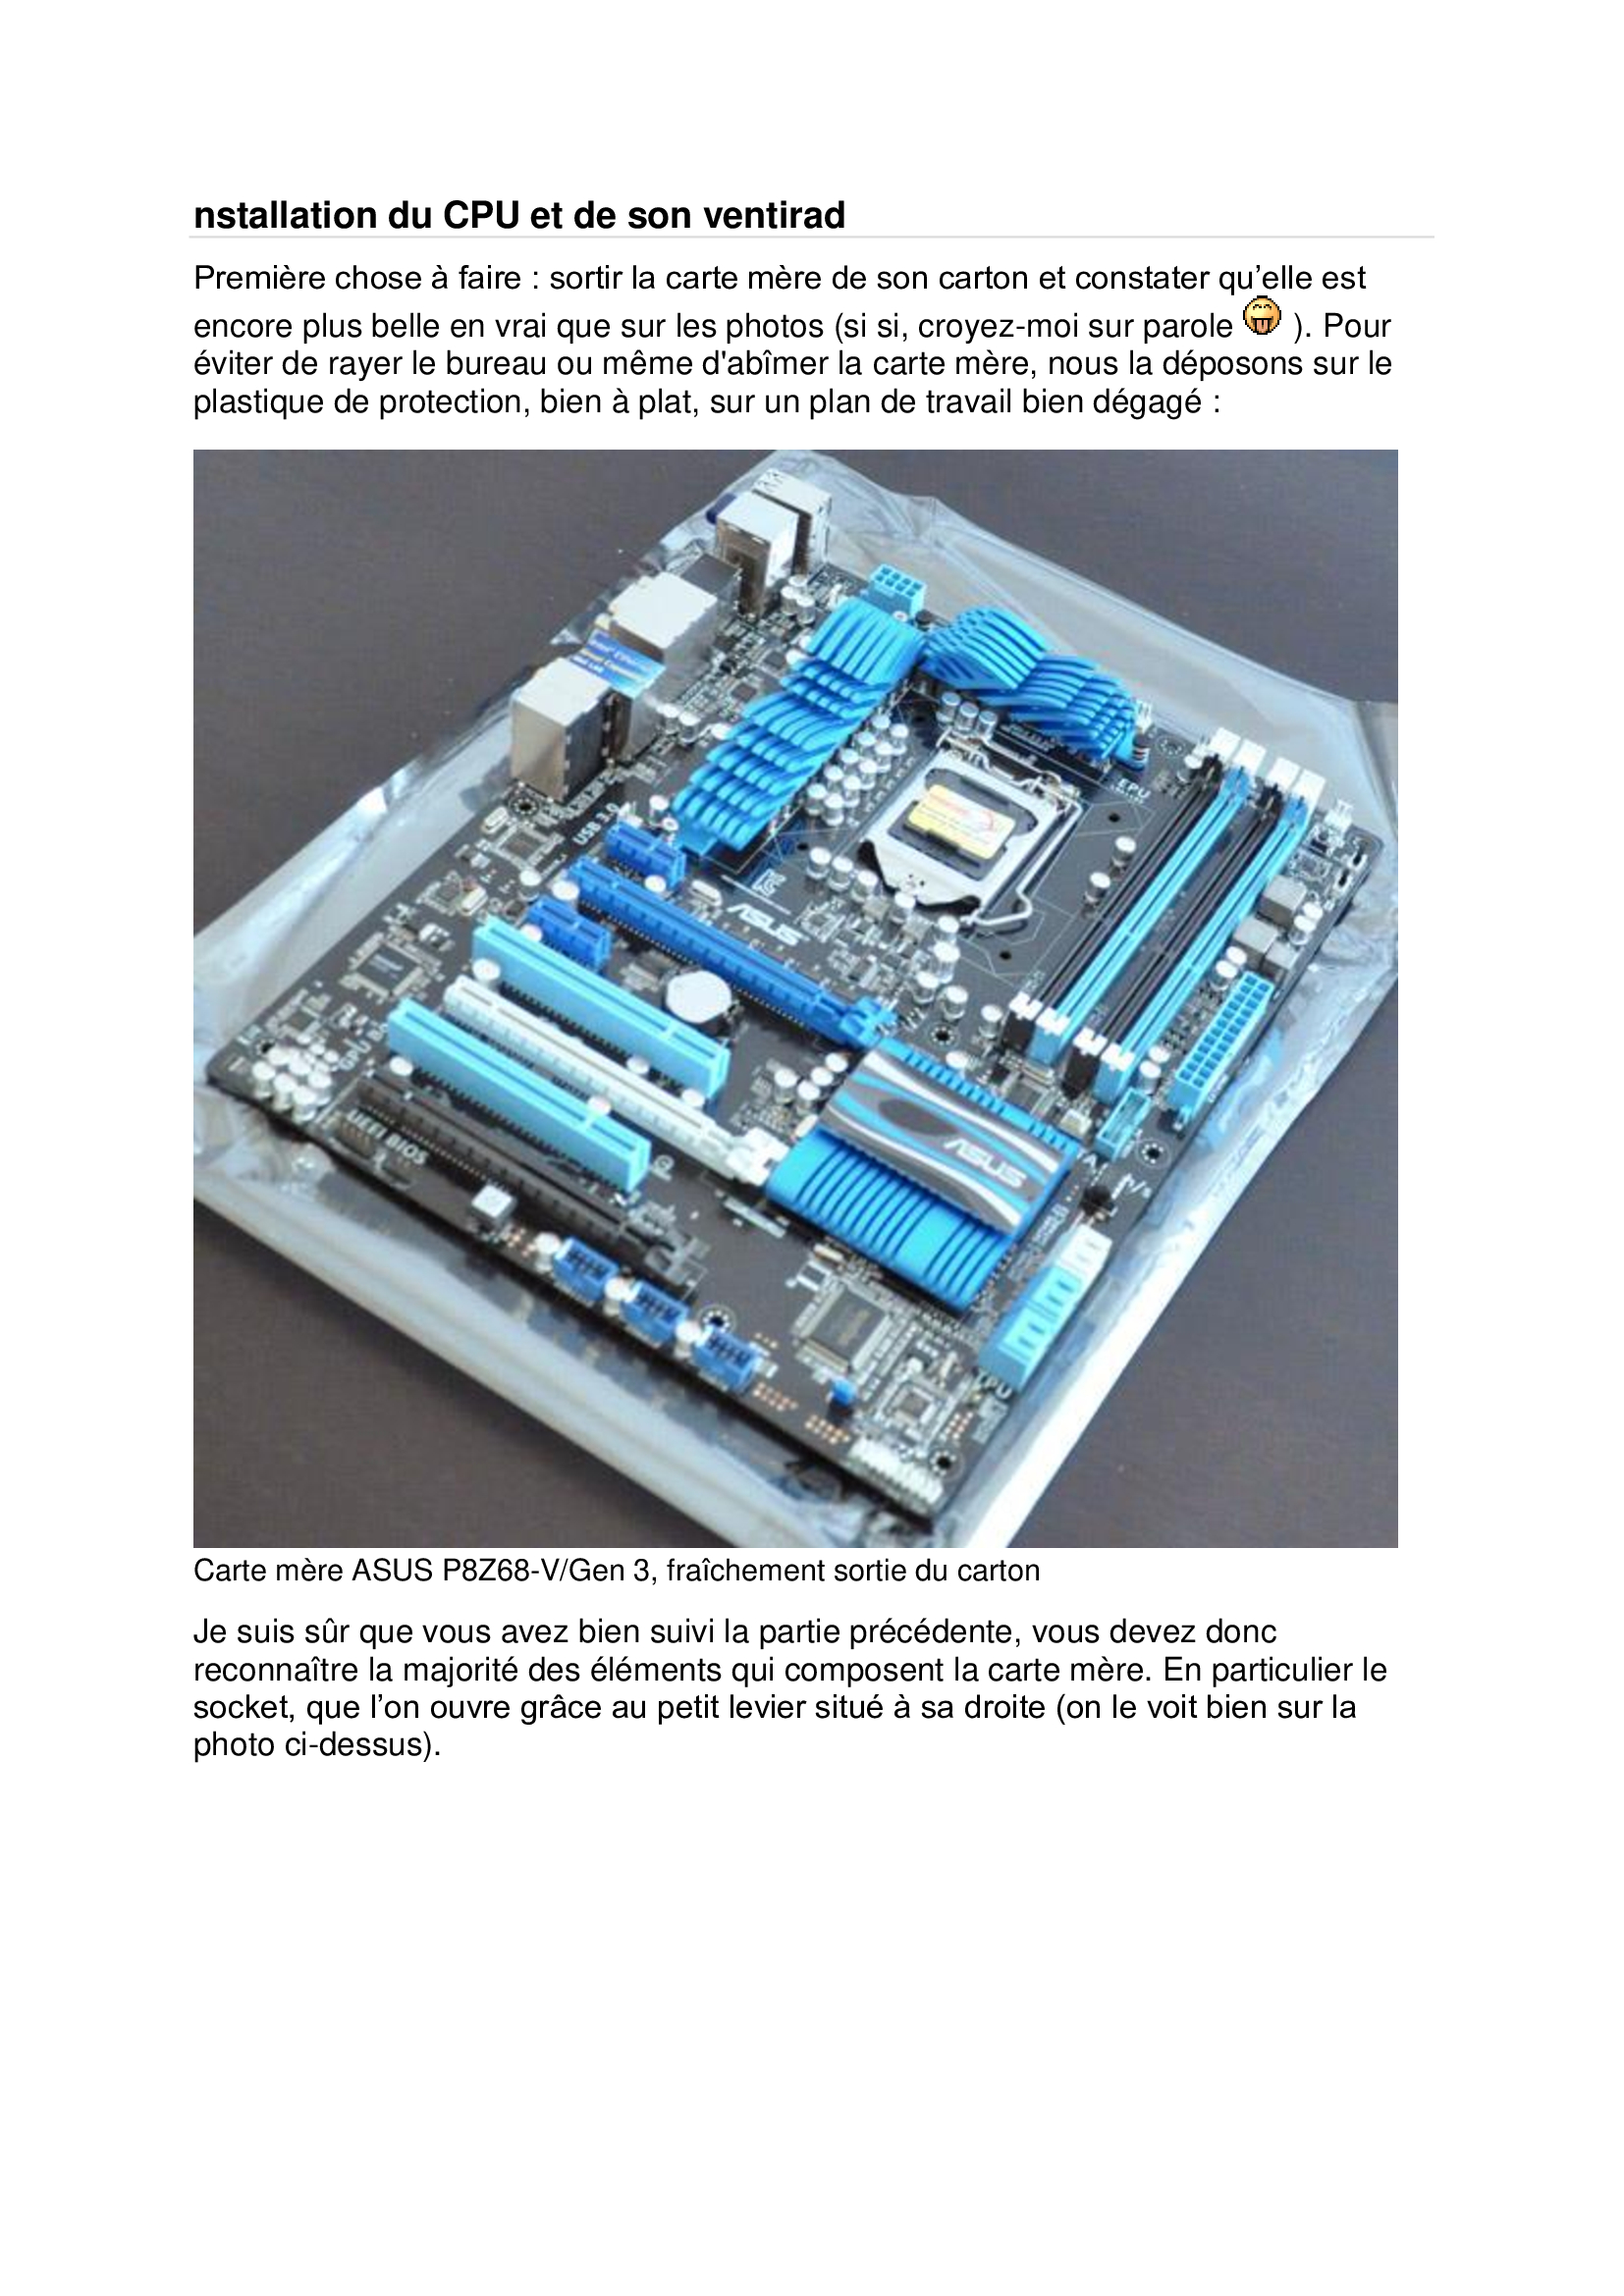 nstallation du CPU et de son ventirad
Première chose à faire : sortir la carte mère de son carton et constater qu’elle est
encore plus belle en vrai que sur les photos (si si, croyez-moi sur parole ). Pour
éviter de rayer le bureau ou même d'abîmer la carte mère, nous la déposons sur le
plastique de protection, bien à plat, sur un plan de travail bien dégagé :
EPU
USB 3.0
ASUS
UEFI BIOS
ASUS
Carte mère ASUS P8Z68-V/Gen 3, fraîchement sortie du carton
Je suis sûr que vous avez bien suivi la partie précédente, vous devez donc
reconnaître la majorité des éléments qui composent la carte mère. En particulier le
socket, que l’on ouvre grâce au petit levier situé à sa droite (on le voit bien sur la
photo ci-dessus).